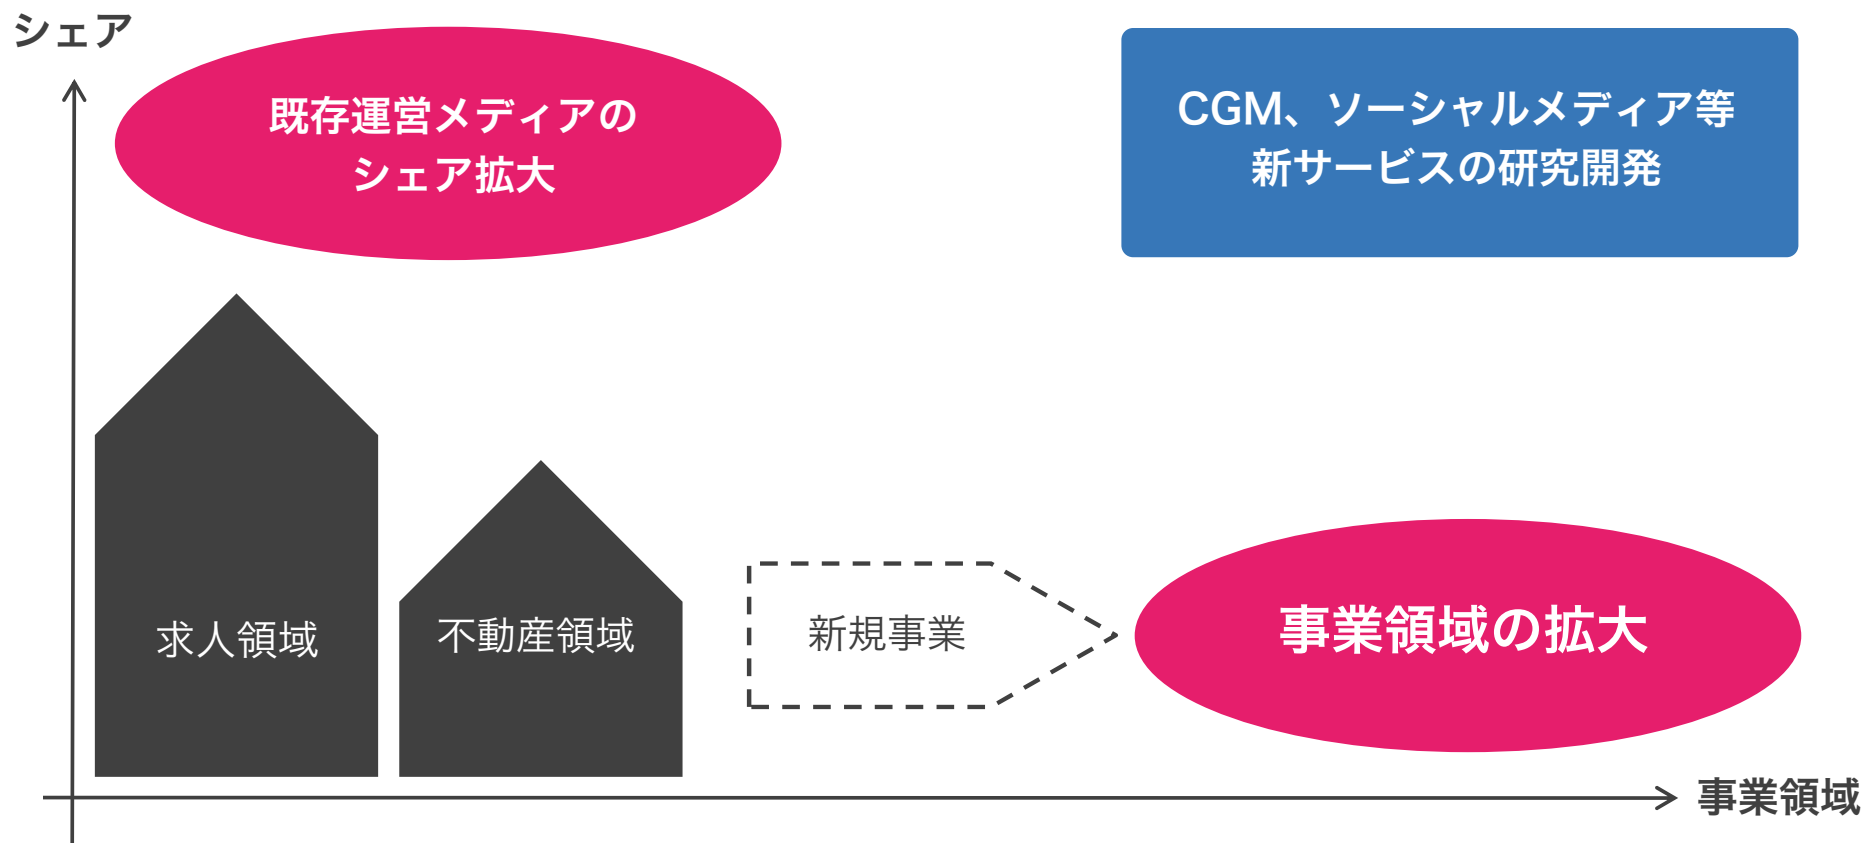 シェア
既存運営メディアの
シェア拡大
CGM、ソーシャルメディア等
新サービスの研究開発
求人領域
不動産領域
新規事業
事業領域の拡大
事業領域